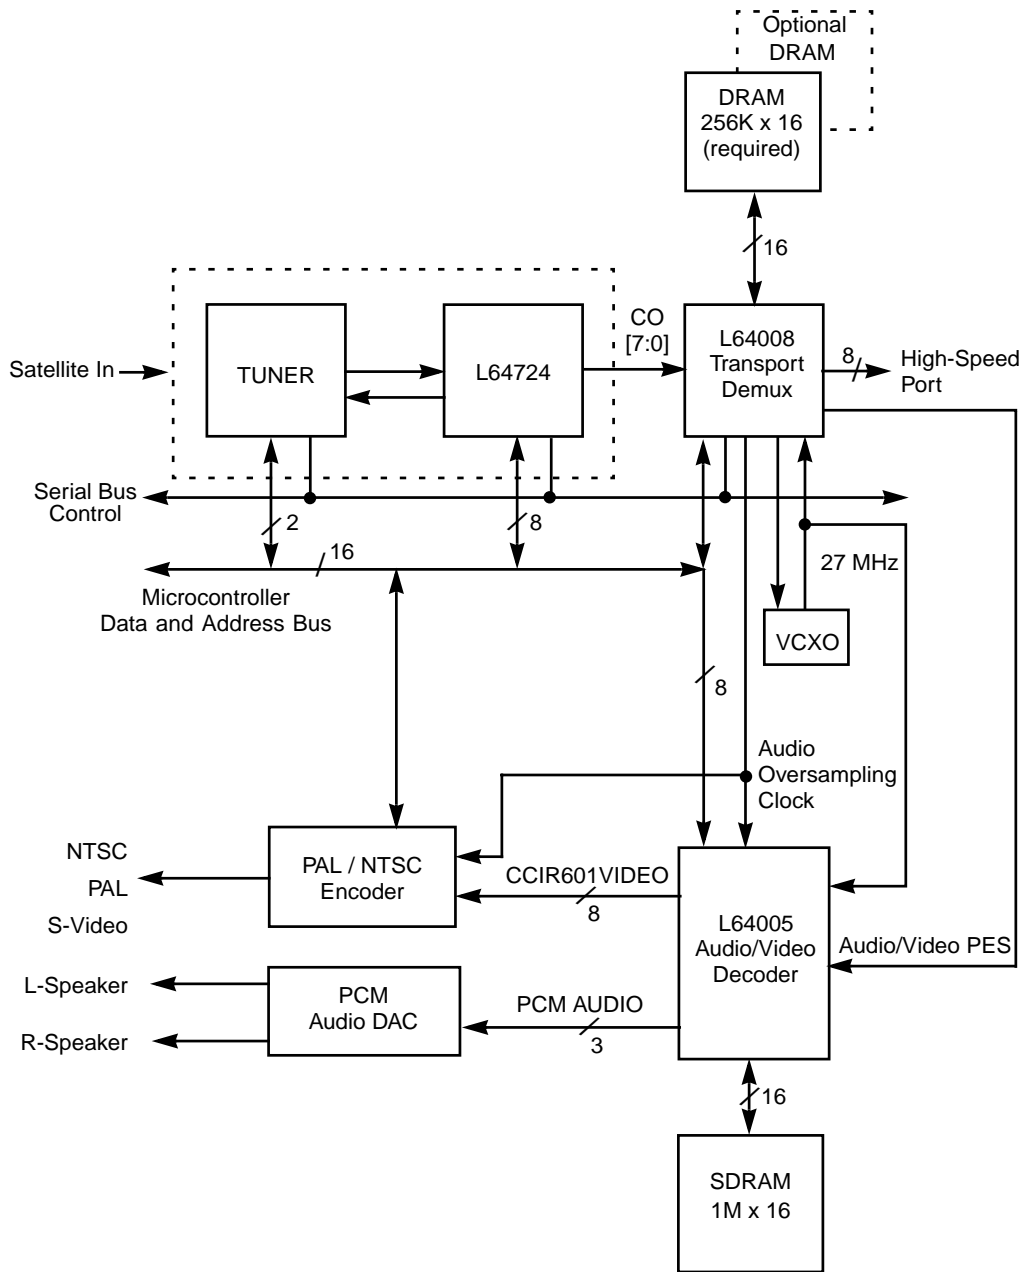 Optional
DRAM
DRAM
256K x 16
(required)
16
CO
[7:0]
Satellite In
TUNER
L64724
L64008
Transport
Demux
8
High-Speed
Port
Serial Bus
Control
2
8
16
Microcontroller
Data and Address Bus
27 MHz
VCXO
8
Audio
Oversampling
Clock
NTSC
PAL
S-Video
PAL / NTSC
Encoder
CCIR601VIDEO
8
L64005
Audio/Video
Decoder
Audio/Video PES
L-Speaker
R-Speaker
PCM
Audio DAC
PCM AUDIO
3
16
SDRAM
1M x 16